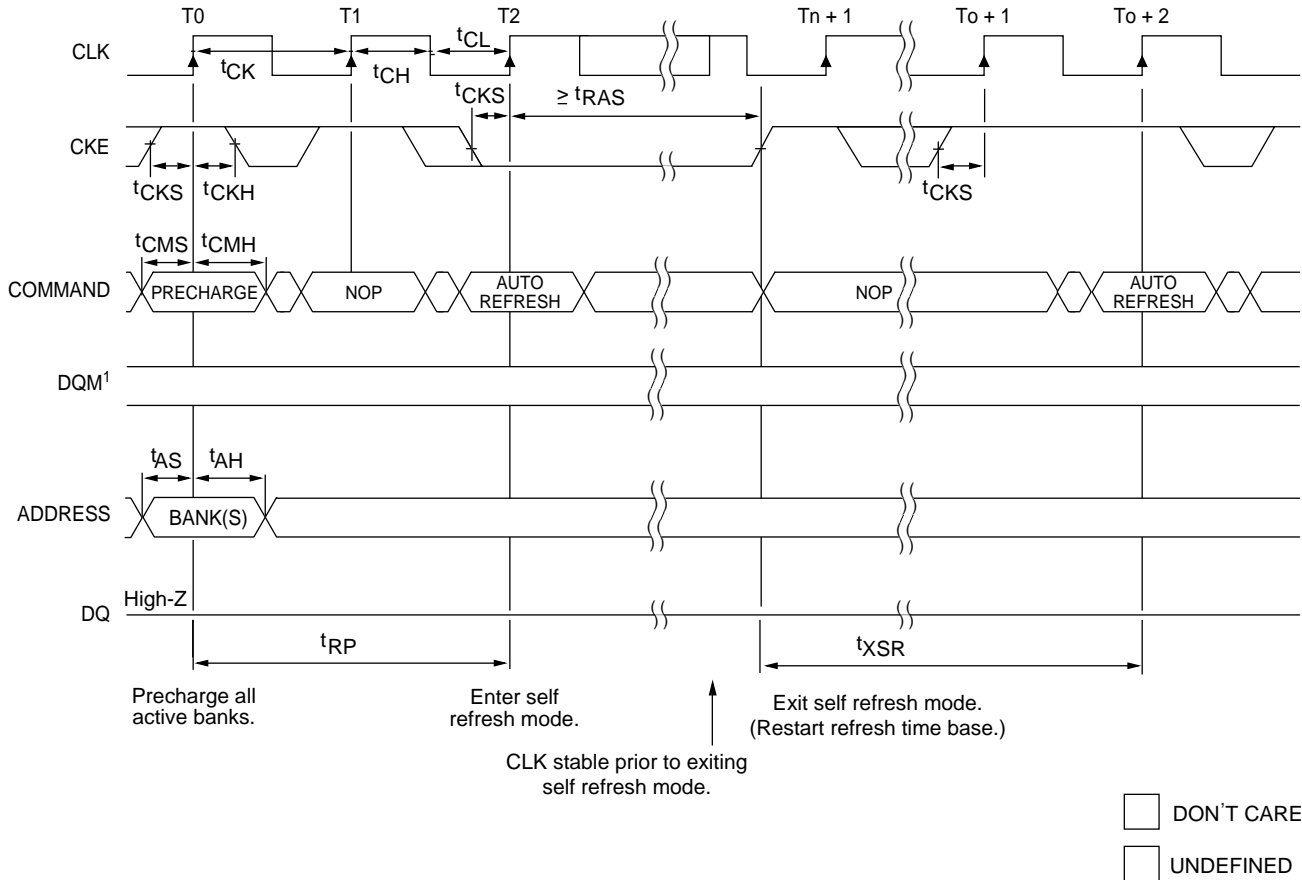 T0 T1 T2 Tn + 1 To + 1 To + 2
CLK
tCK tCH tCL
tCKS ≥ tRAS
CKE
tCKS tCKH tCKS
tCMS tCMH
COMMAND PRECHARGE NOP AUTO REFRESH NOP AUTO REFRESH
DQM1
tAS tAH
ADDRESS BANK(S)
High-Z
DQ
tRP tXSR
Precharge all
active banks.
Enter self
refresh mode.
Exit self refresh mode.
(Restart refresh time base.)
CLK stable prior to exiting
self refresh mode.
DON'T CARE
UNDEFINED